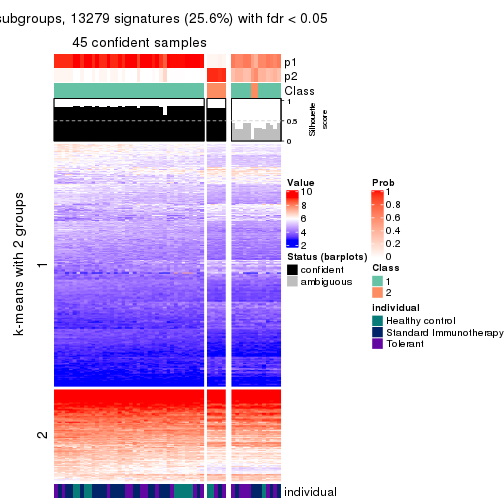 subgroups, 13279 signatures (25.6%) with fdr < 0.05
45 confident samples
p1
p2
Class
1
0.5
0
Silhouette
score
k-means with 2 groups
1
2
individual
Value
10
8
6
4
2
Status (barplots)
confident
ambiguous
Prob
1
0.8
0.6
0.4
0.2
0
Class
1
2
individual
Healthy control
Standard Immunotherapy
Tolerant